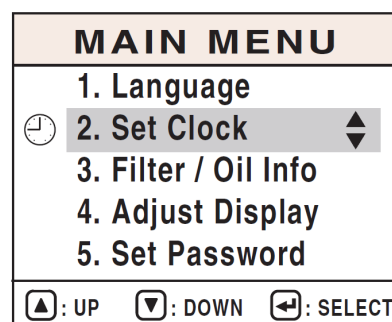 MAIN MENU
1. Language
2. Set Clock
3. Filter / Oil Info
4. Adjust Display
5. Set Password
: UP : DOWN : SELECT